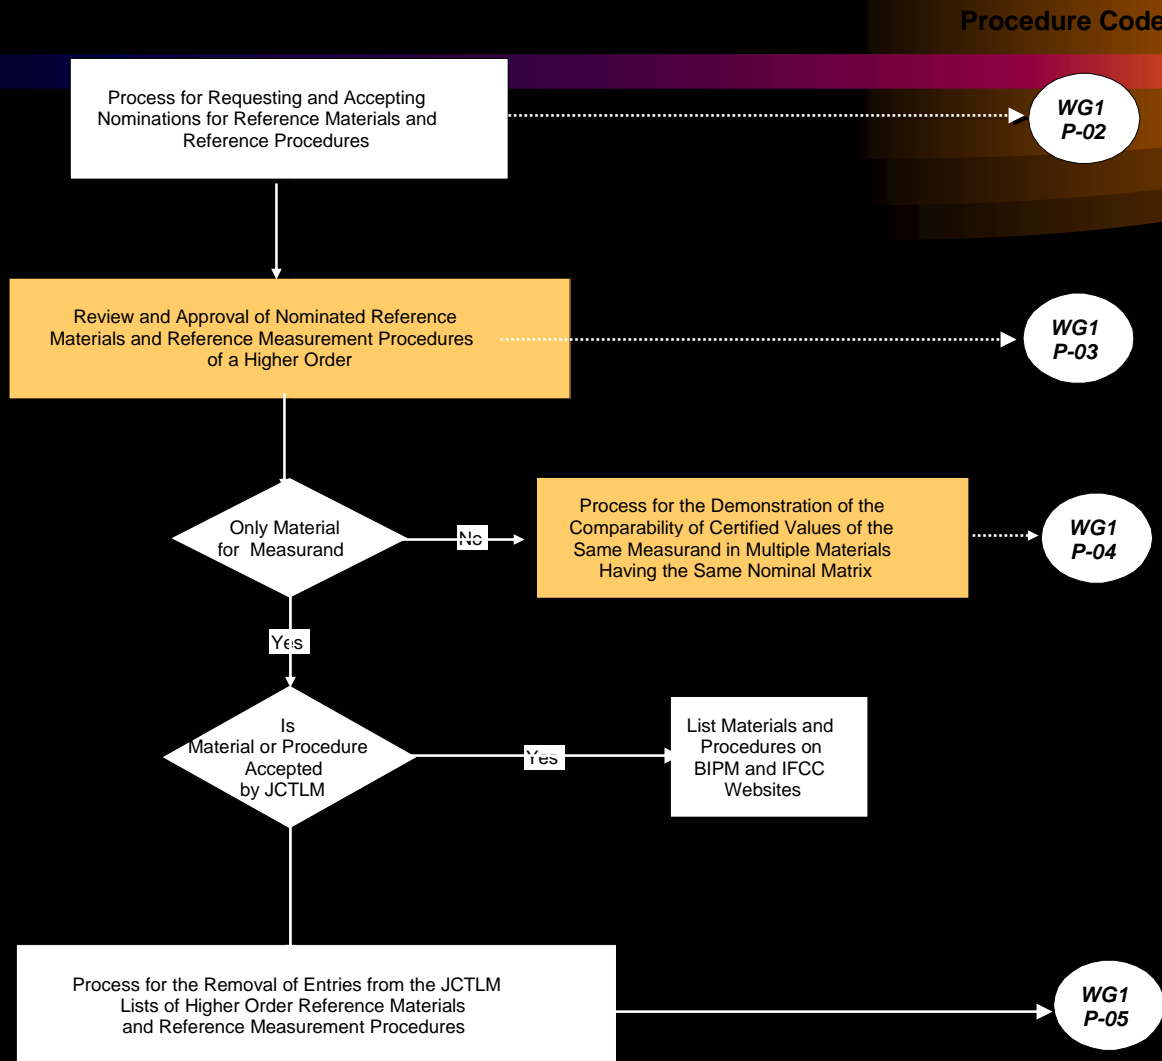 Procedure Code
Process for Requesting and Accepting
Nominations for Reference Materials and
Reference Procedures
WG1
P-02
Review and Approval of Nominated Reference
Materials and Reference Measurement Procedures
of a Higher Order
WG1
P-03
Only Material
for Measurand
No
Process for the Demonstration of the
Comparability of Certified Values of the
Same Measurand in Multiple Materials
Having the Same Nominal Matrix
WG1
P-04
Yes
Is
Material or Procedure
Accepted
by JCTLM
Yes
List Materials and
Procedures on
BIPM and IFCC
Websites
Process for the Removal of Entries from the JCTLM
Lists of Higher Order Reference Materials
and Reference Measurement Procedures
WG1
P-05